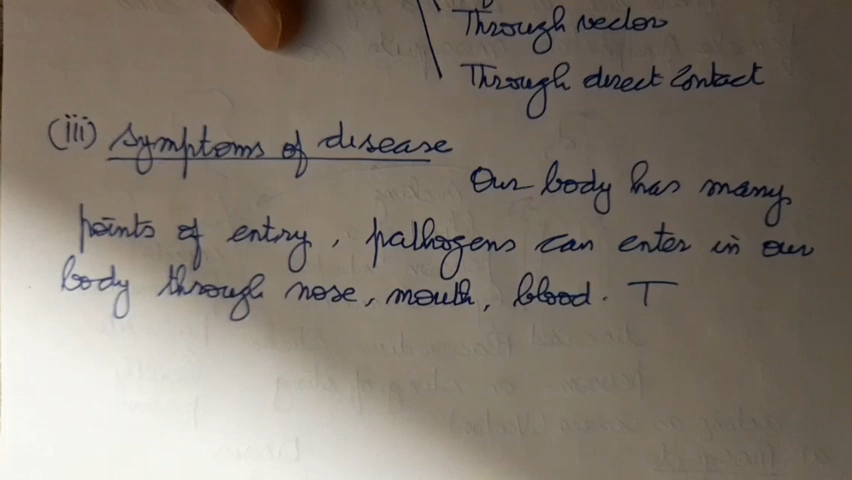 Through vector
Through direct contact
(iii) Symptoms of disease
Our body has many
points of entry, pathogens can enter in our
body through nose, mouth, blood. T